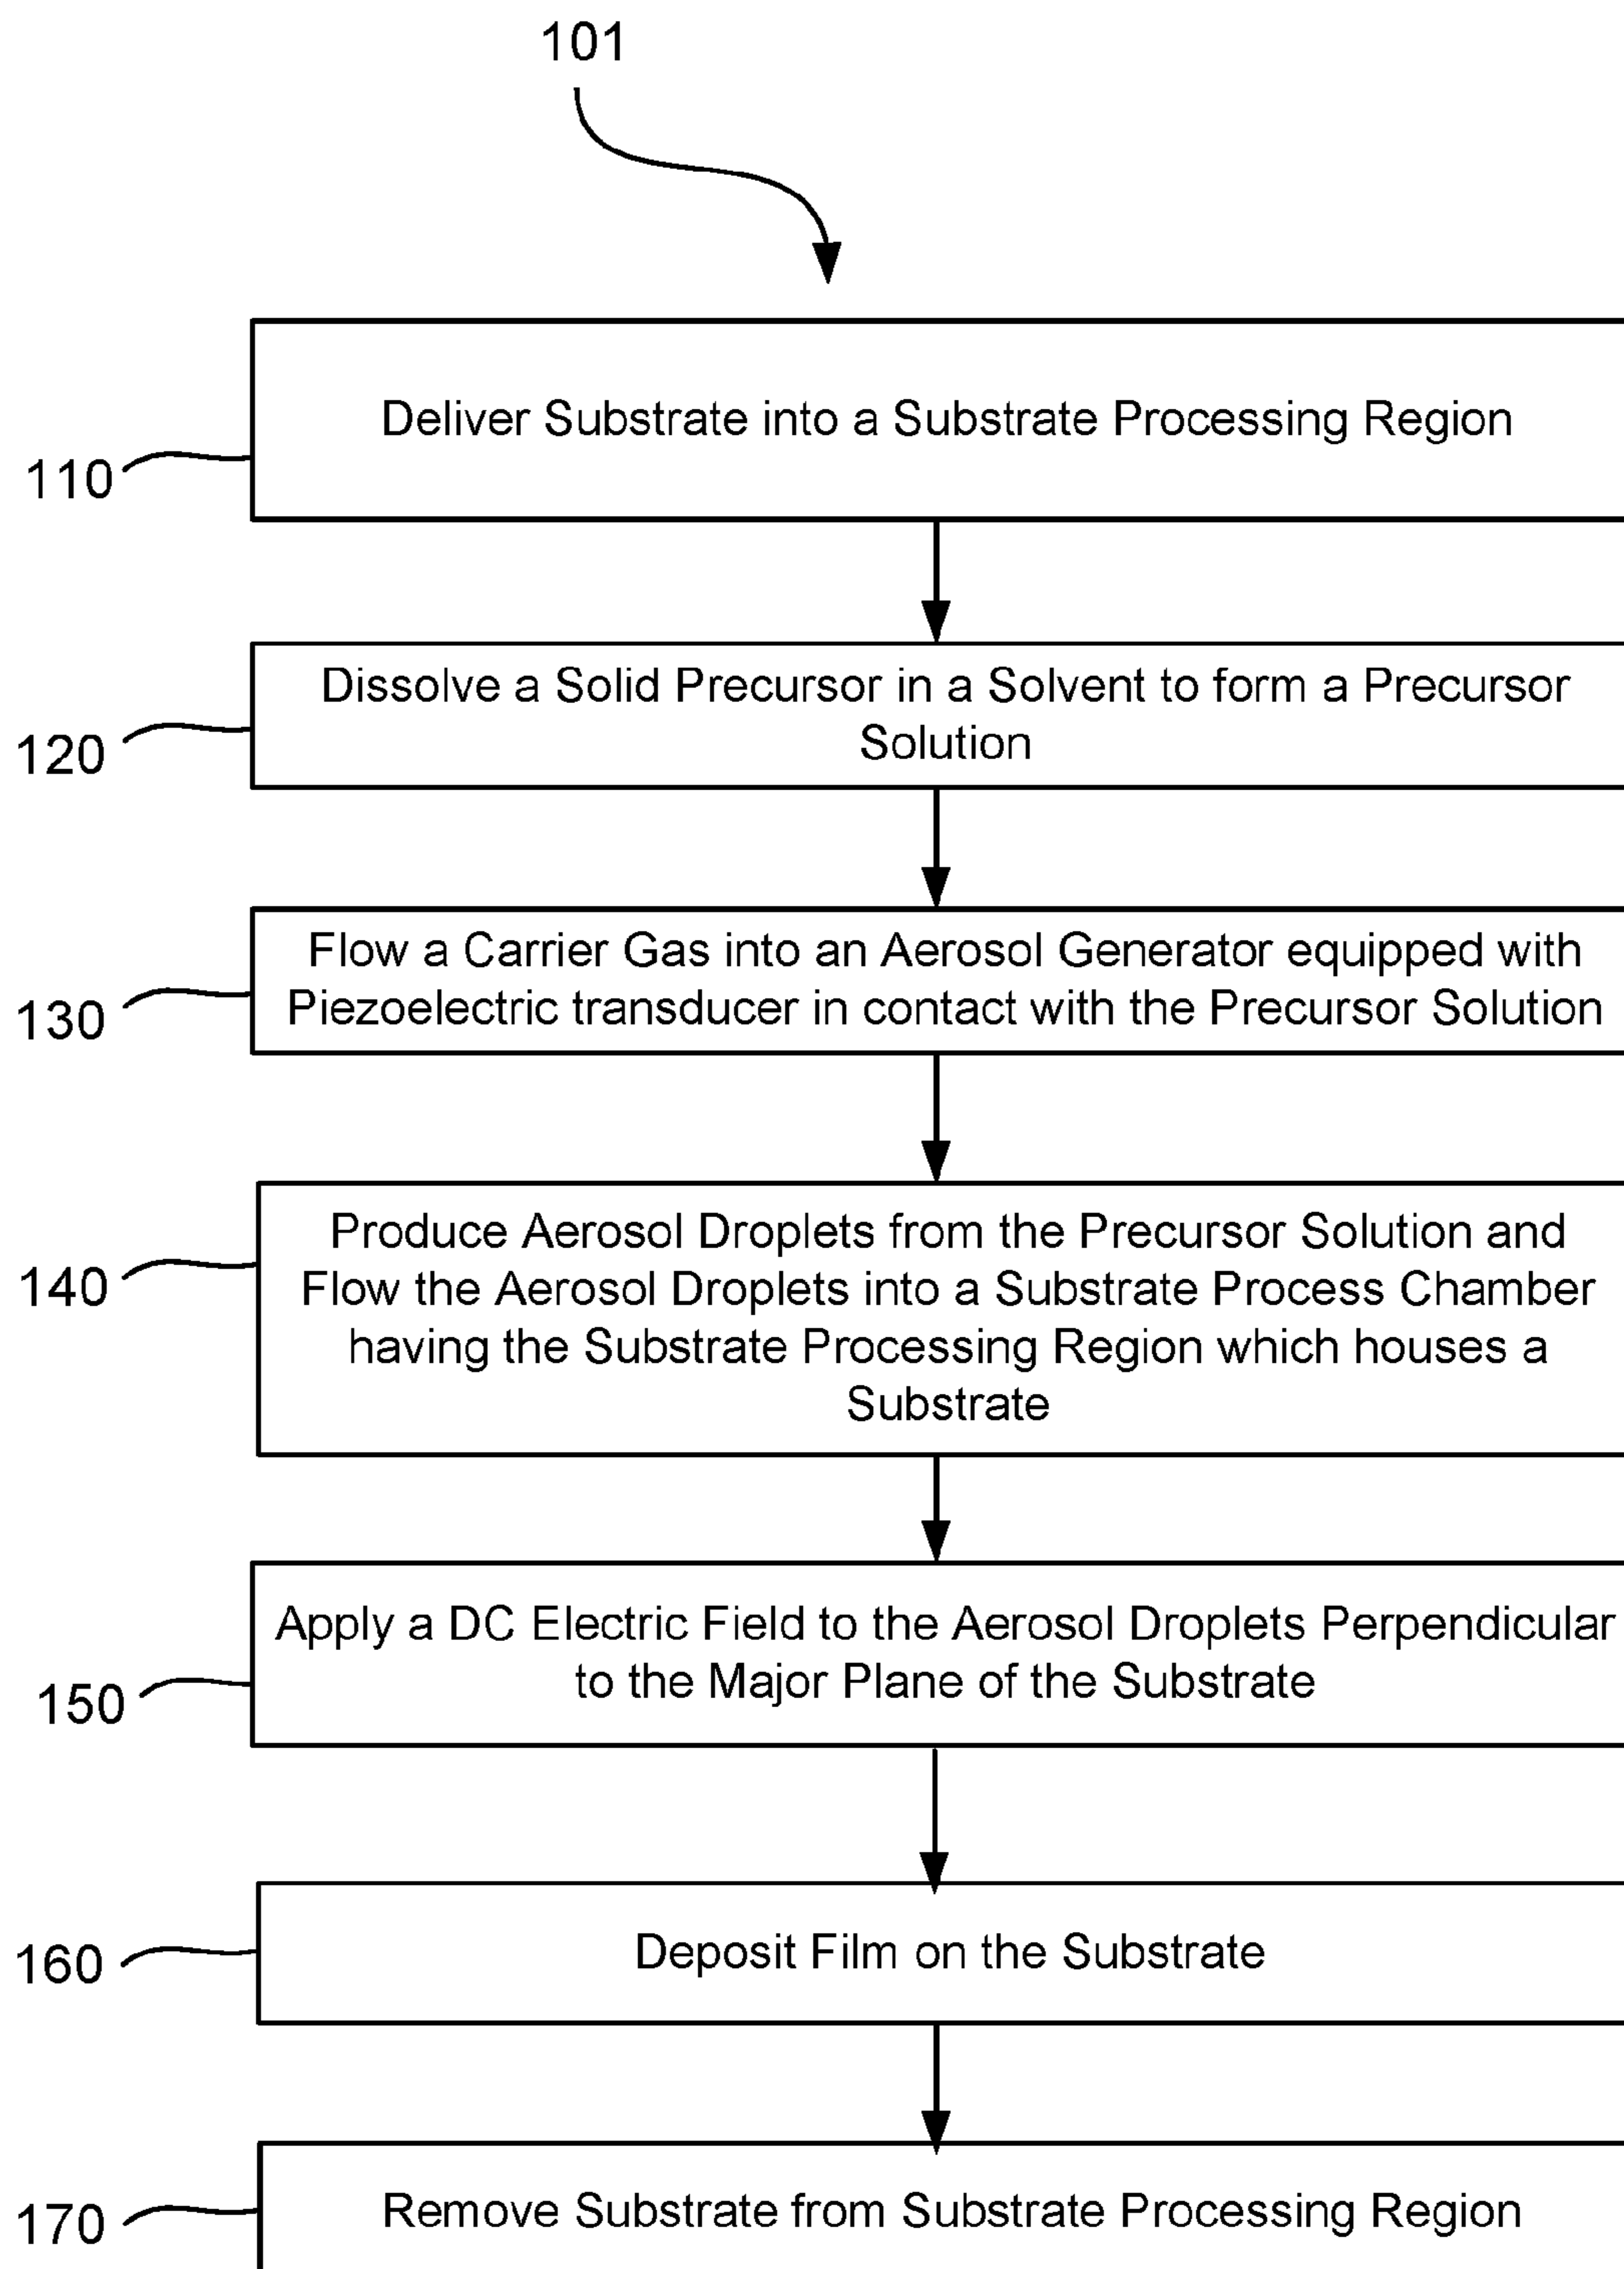 101
Deliver Substrate into a Substrate Processing Region
110
Dissolve a Solid Precursor in a Solvent to form a Precursor
Solution
120
Flow a Carrier Gas into an Aerosol Generator equipped with
Piezoelectric transducer in contact with the Precursor Solution
130
Produce Aerosol Droplets from the Precursor Solution and
Flow the Aerosol Droplets into a Substrate Process Chamber
having the Substrate Processing Region which houses a
Substrate
140
Apply a DC Electric Field to the Aerosol Droplets Perpendicular
to the Major Plane of the Substrate
150
Deposit Film on the Substrate
160
Remove Substrate from Substrate Processing Region
170